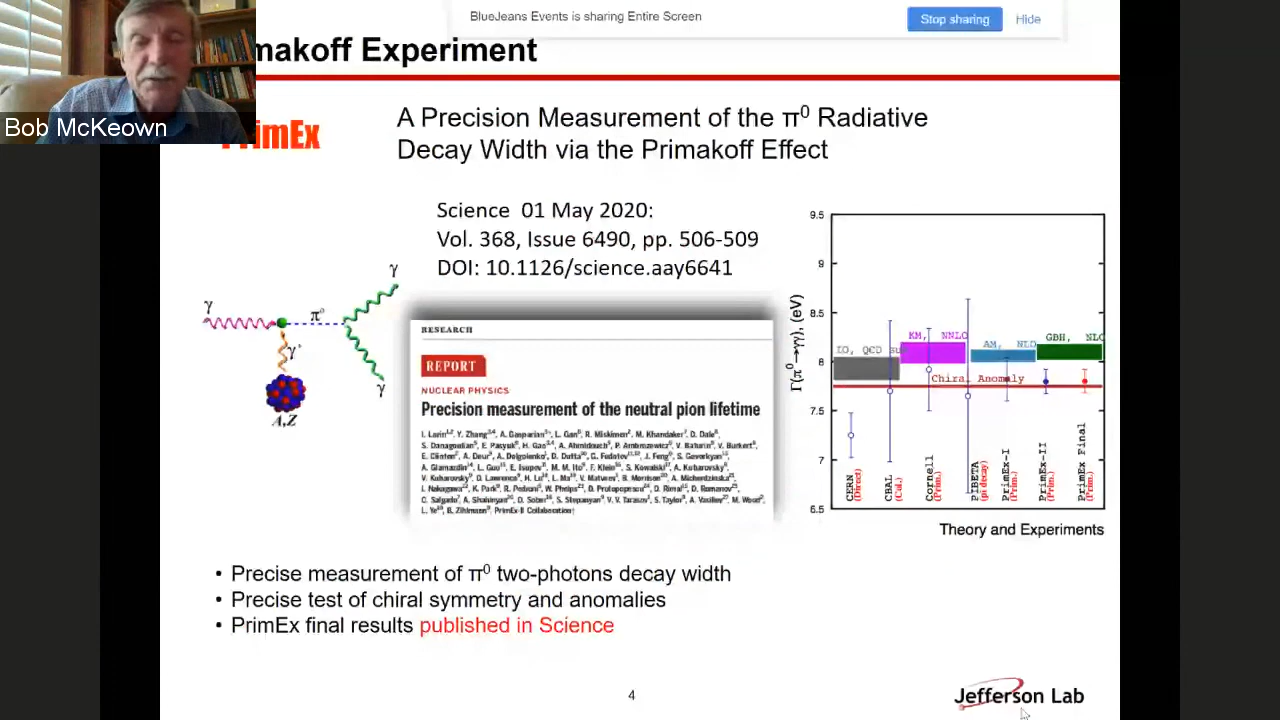 BlueJeans Events is sharing Entire Screen
Stop sharing
Hide
makoff Experiment
Bob McKeown
PrimEx
A Precision Measurement of the π⁰ Radiative
Decay Width via the Primakoff Effect
Science 01 May 2020:
Vol. 368, Issue 6490, pp. 506-509
DOI: 10.1126/science.aay6641
γ
π⁰
γ
γ*
γ
A,Z
RESEARCH
REPORT
NUCLEAR PHYSICS
Precision measurement of the neutral pion lifetime
Γ(π⁰→γγ), (eV)
9.5
9
8.5
8
7.5
7
6.5
LO, QCD su
KM, NNLO
AM, NLO
GBH, NLO
Chiral Anomaly
CERN
(Direct)
CBAL
(Cal.)
Cornell
(Prim.)
PIBETA
(pi decay)
PrimEx-I
(Prim.)
PrimEx-II
(Prim.)
PrimEx Final
(Prim.)
Theory and Experiments
• Precise measurement of π⁰ two-photons decay width
• Precise test of chiral symmetry and anomalies
• PrimEx final results published in Science
4
Jefferson Lab